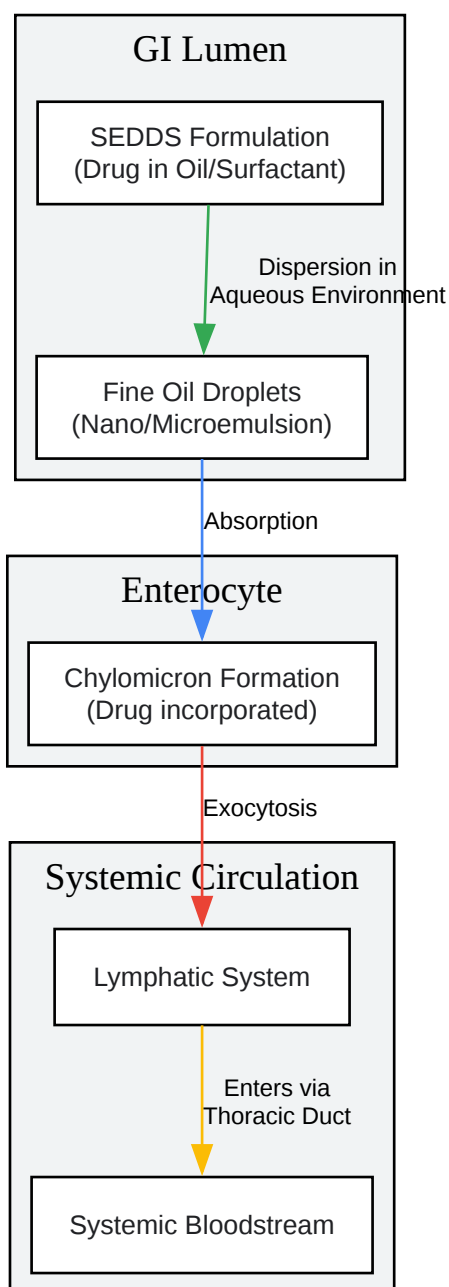 GI Lumen
SEDDS Formulation
(Drug in Oil/Surfactant)
Dispersion in
Aqueous Environment
Fine Oil Droplets
(Nano/Microemulsion)
Absorption
Enterocyte
Chylomicron Formation
(Drug incorporated)
Exocytosis
Systemic Circulation
Lymphatic System
Enters via
Thoracic Duct
Systemic Bloodstream